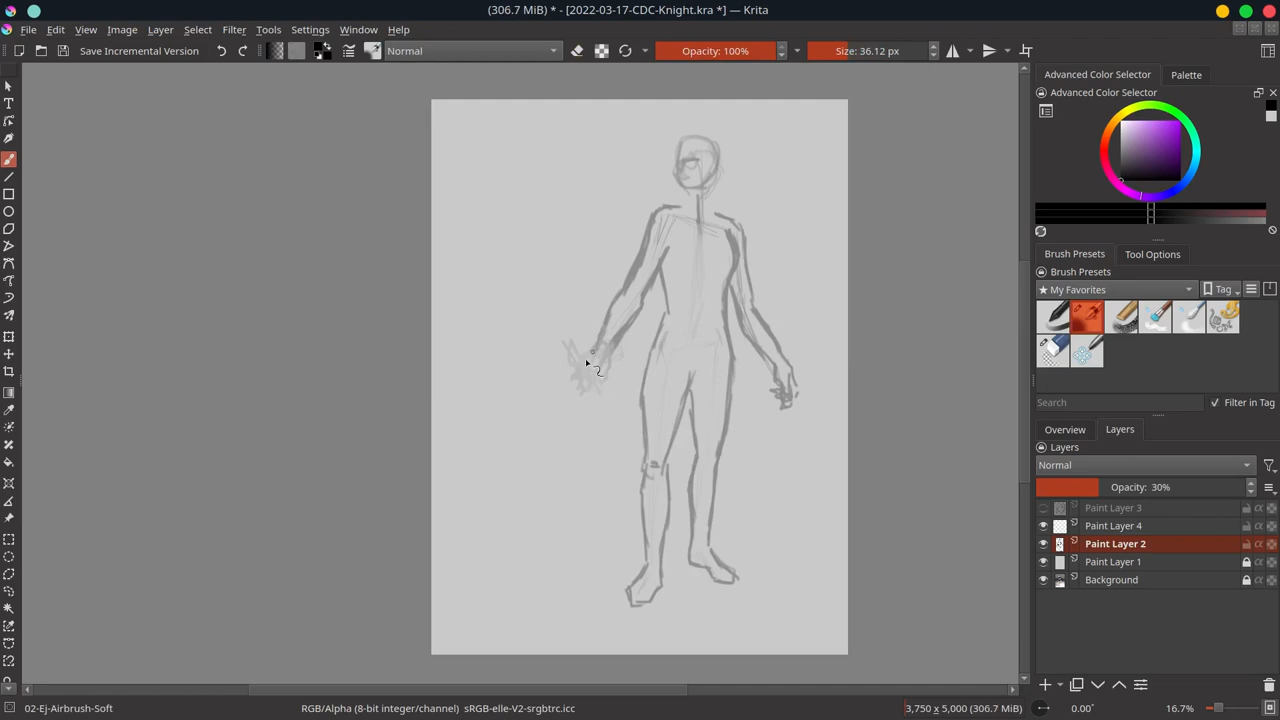 (306.7 MiB) * - [2022-03-17-CDC-Knight.kra *] — Krita
File Edit View Image Layer Select Filter Tools Settings Window Help
Save Incremental Version Normal Opacity: 100% Size: 36.12 px
Advanced Color Selector Palette
Advanced Color Selector
Brush Presets Tool Options
Brush Presets
★ My Favorites Tag
Search Filter in Tag
Overview Layers
Layers
Normal
Opacity: 30%
Paint Layer 3
Paint Layer 4
Paint Layer 2
Paint Layer 1
Background
02-Ej-Airbrush-Soft RGB/Alpha (8-bit integer/channel) sRGB-elle-V2-srgbtrc.icc 3,750 x 5,000 (306.7 MiB) 0.00° 16.7%